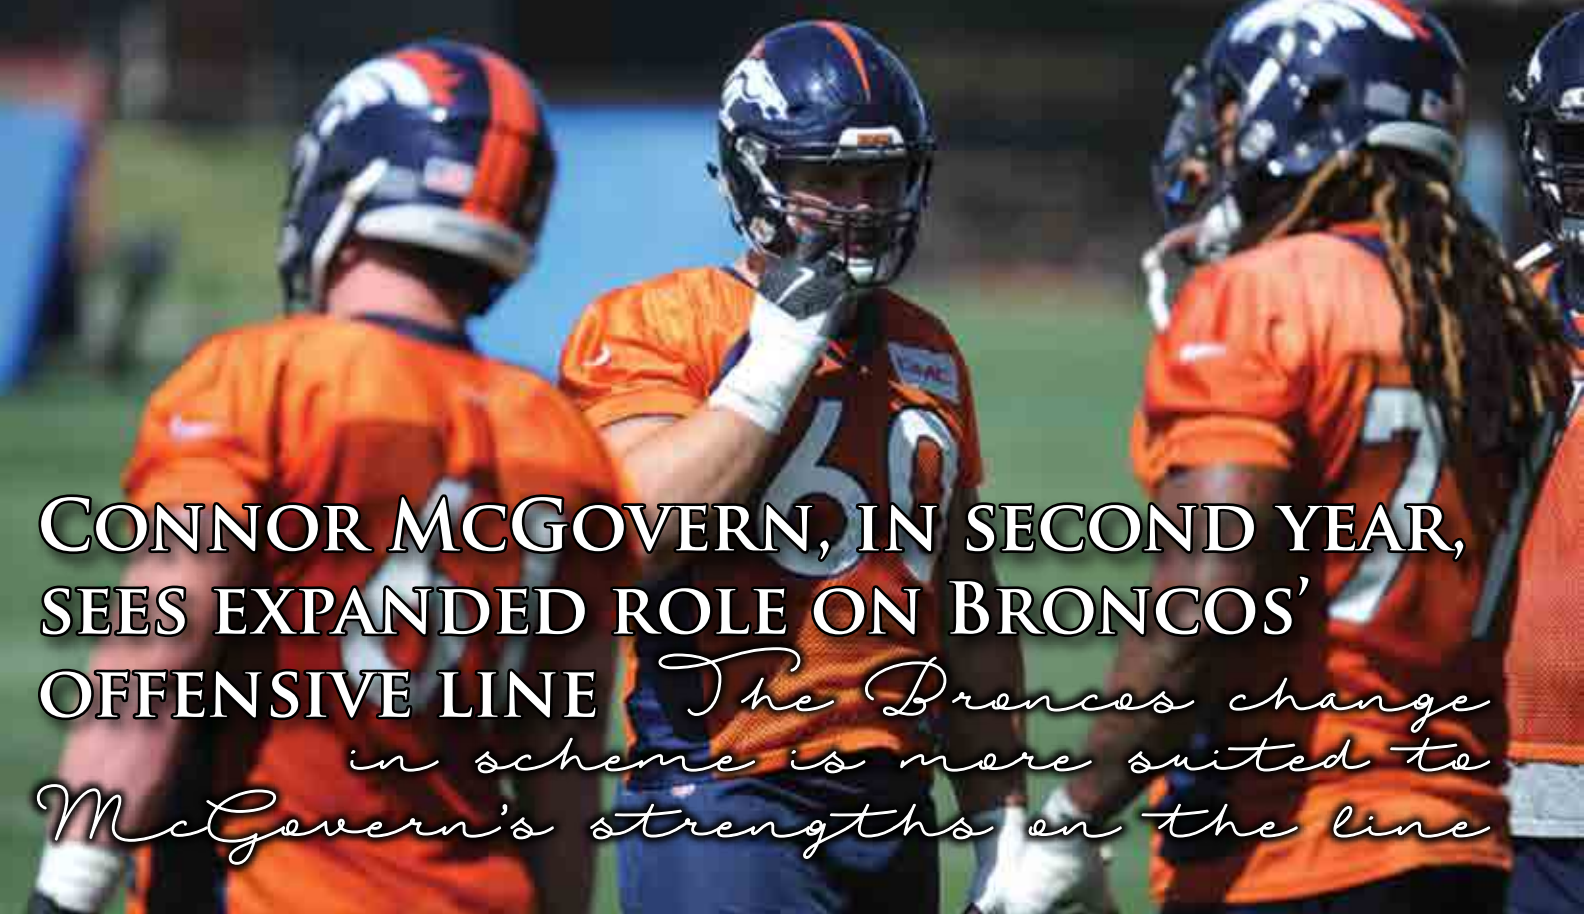 CONNOR MCGOVERN, IN SECOND YEAR,
SEES EXPANDED ROLE ON BRONCOS’
OFFENSIVE LINE The Broncos change
in scheme is more suited to
McGovern’s strengths on the line
60